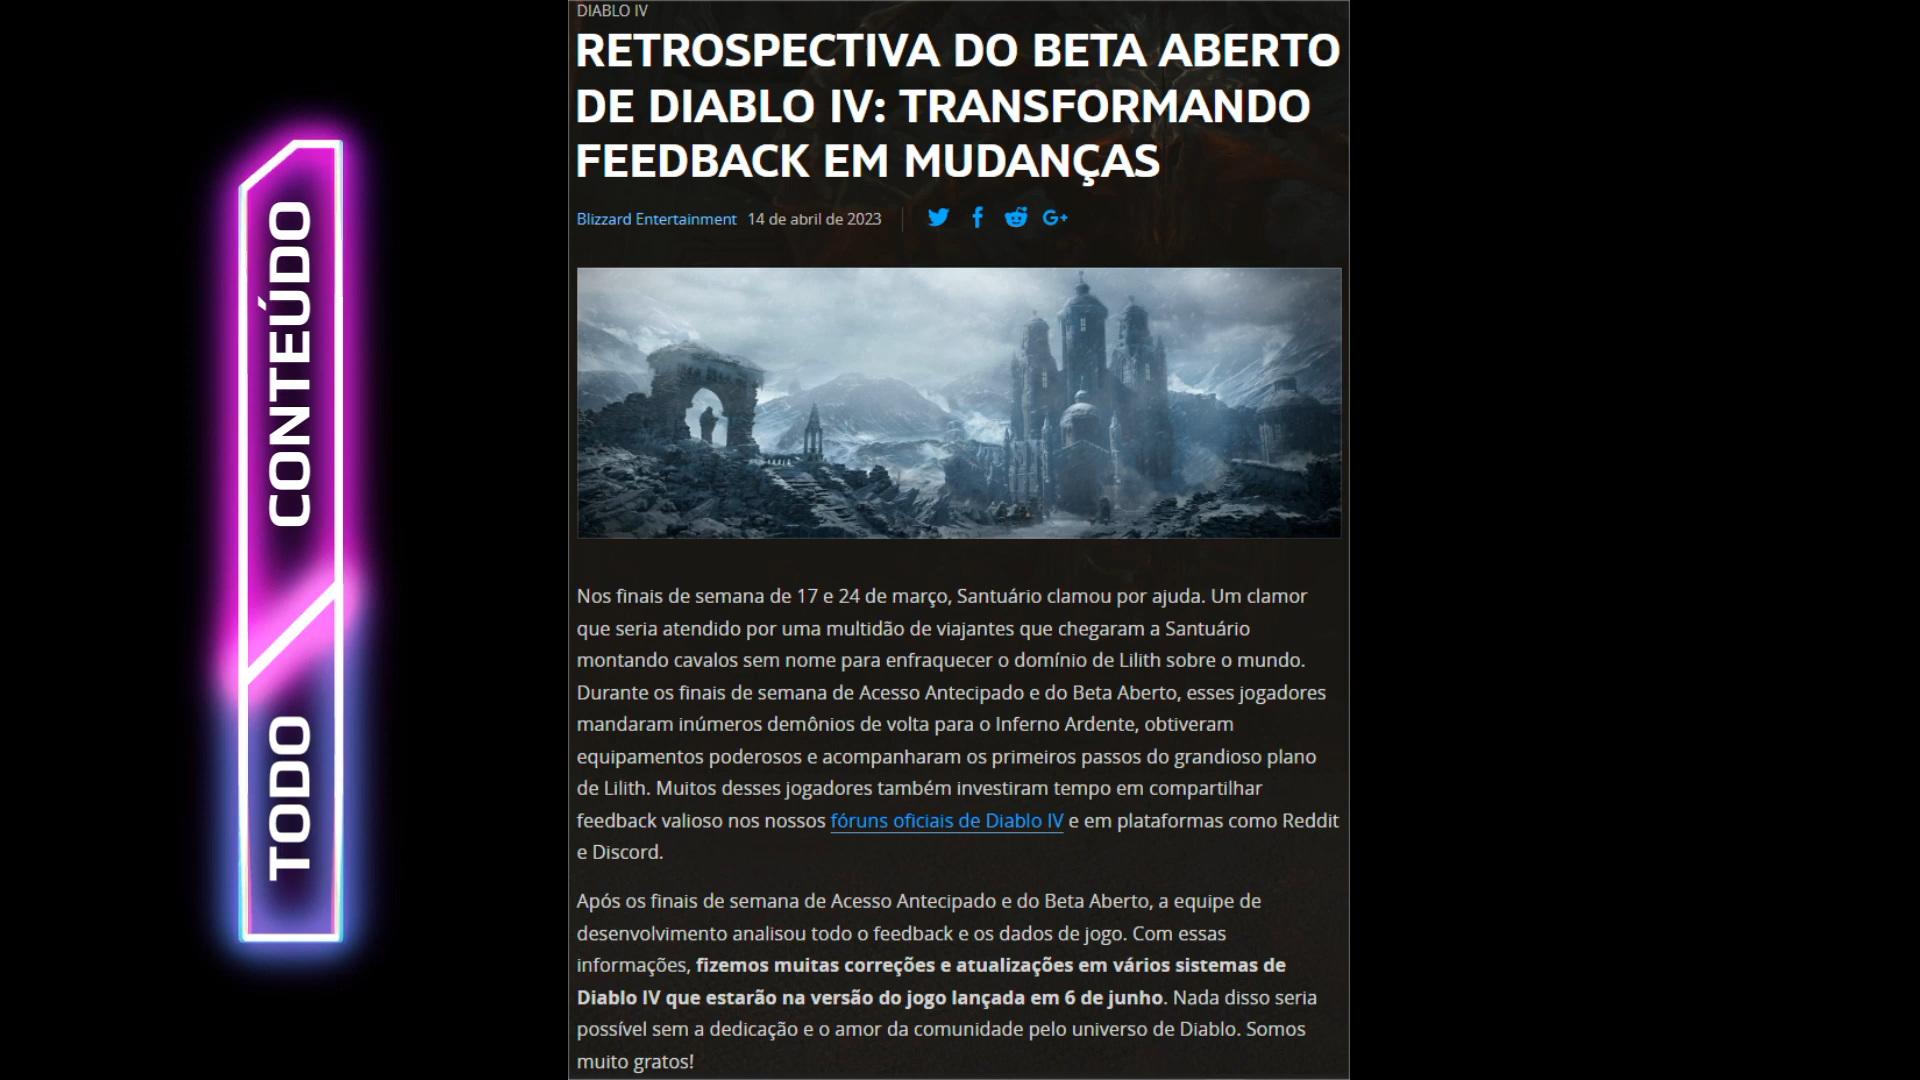 TODO CONTEÚDO
DIABLO IV
RETROSPECTIVA DO BETA ABERTO
DE DIABLO IV: TRANSFORMANDO
FEEDBACK EM MUDANÇAS
Blizzard Entertainment 14 de abril de 2023
Nos finais de semana de 17 e 24 de março, Santuário clamou por ajuda. Um clamor
que seria atendido por uma multidão de viajantes que chegaram a Santuário
montando cavalos sem nome para enfraquecer o domínio de Lilith sobre o mundo.
Durante os finais de semana de Acesso Antecipado e do Beta Aberto, esses jogadores
mandaram inúmeros demônios de volta para o Inferno Ardente, obtiveram
equipamentos poderosos e acompanharam os primeiros passos do grandioso plano
de Lilith. Muitos desses jogadores também investiram tempo em compartilhar
feedback valioso nos nossos fóruns oficiais de Diablo IV e em plataformas como Reddit
e Discord.
Após os finais de semana de Acesso Antecipado e do Beta Aberto, a equipe de
desenvolvimento analisou todo o feedback e os dados de jogo. Com essas
informações, fizemos muitas correções e atualizações em vários sistemas de
Diablo IV que estarão na versão do jogo lançada em 6 de junho. Nada disso seria
possível sem a dedicação e o amor da comunidade pelo universo de Diablo. Somos
muito gratos!